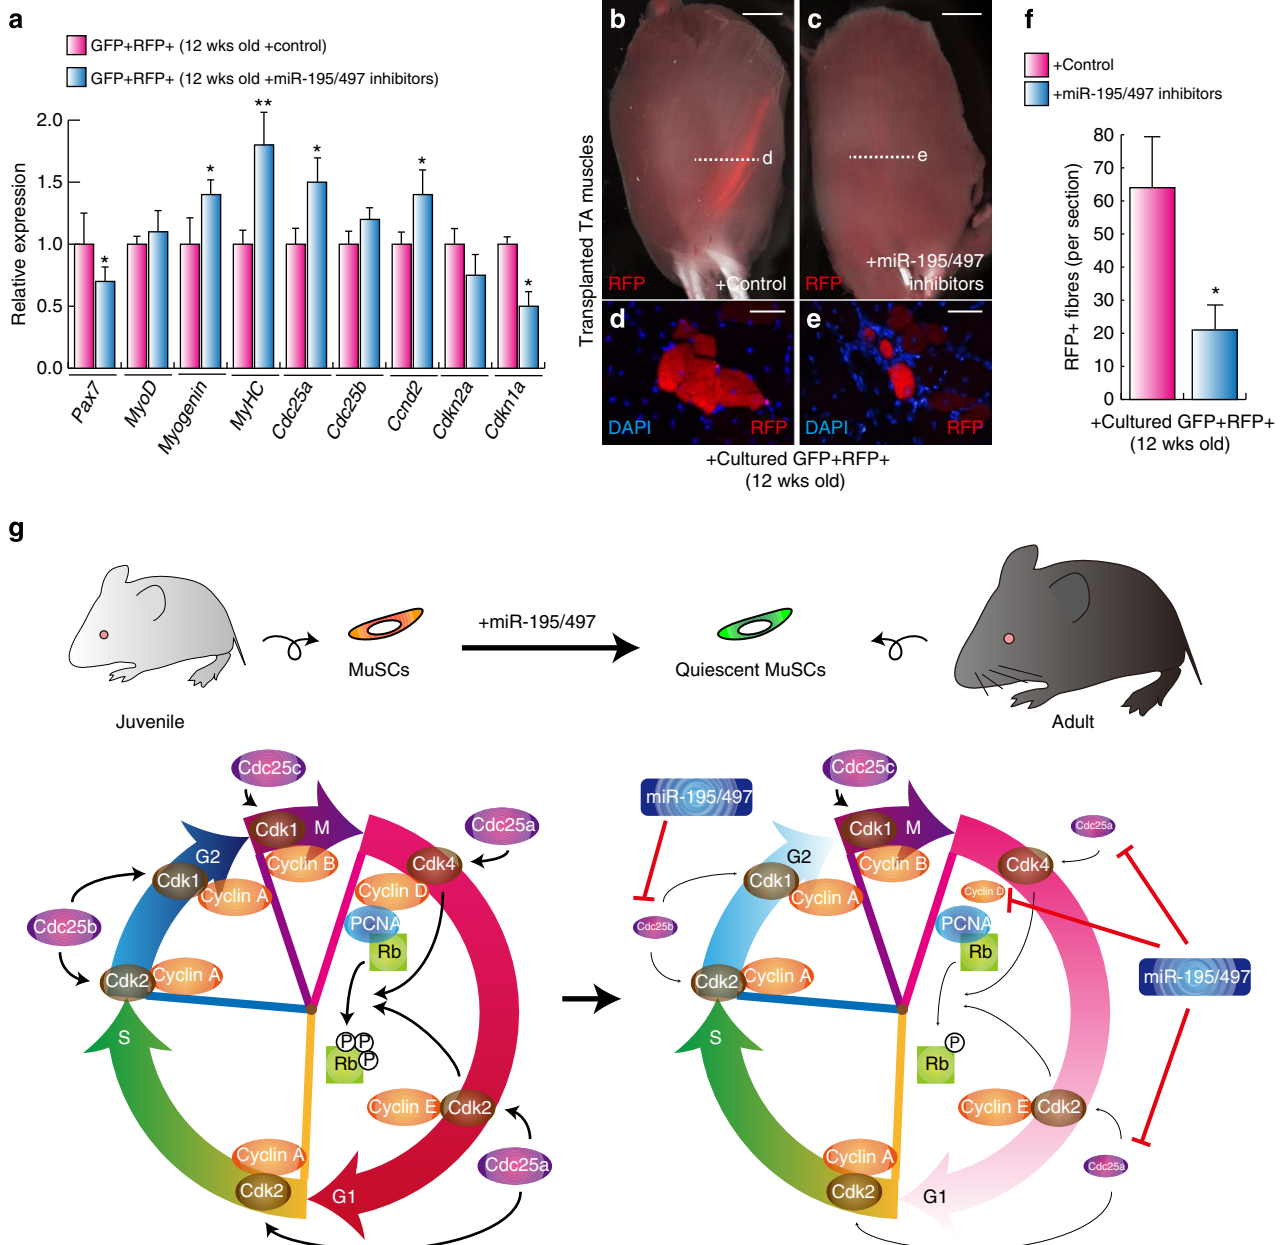 a
GFP+RFP+ (12 wks old +control)
GFP+RFP+ (12 wks old +miR-195/497 inhibitors)
Relative expression
2.0
1.5
1.0
0.5
0.0
*
*
**
*
*
*
Pax7
MyoD
Myogenin
MyHC
Cdc25a
Cdc25b
Ccnd2
Cdkn2a
Cdkn1a
Transplanted TA muscles
b
d
RFP
+Control
c
e
RFP
+miR-195/497
inhibitors
d
DAPI
RFP
e
DAPI
RFP
+Cultured GFP+RFP+
(12 wks old)
f
+Control
+miR-195/497 inhibitors
RFP+ fibres (per section)
80
70
60
50
40
30
20
10
0
*
+Cultured GFP+RFP+
(12 wks old)
g
Juvenile
MuSCs
+miR-195/497
Quiescent MuSCs
Adult
Cdc25c
Cdk1
M
Cyclin B
Cdc25a
Cdk4
Cyclin D
PCNA
Rb
G2
Cdk1
Cyclin A
Cdc25b
Cdk2
Cyclin A
S
P
P
P
Rb
Cyclin E
Cdk2
Cdc25a
Cyclin A
Cdk2
G1
miR-195/497
Cdc25c
Cdk1
M
Cyclin B
Cdc25a
Cdk4
Cyclin D
PCNA
Rb
G2
Cdk1
Cyclin A
Cdc25b
Cdk2
Cyclin A
miR-195/497
S
P
Rb
Cyclin E
Cdk2
Cdc25a
Cyclin A
Cdk2
G1